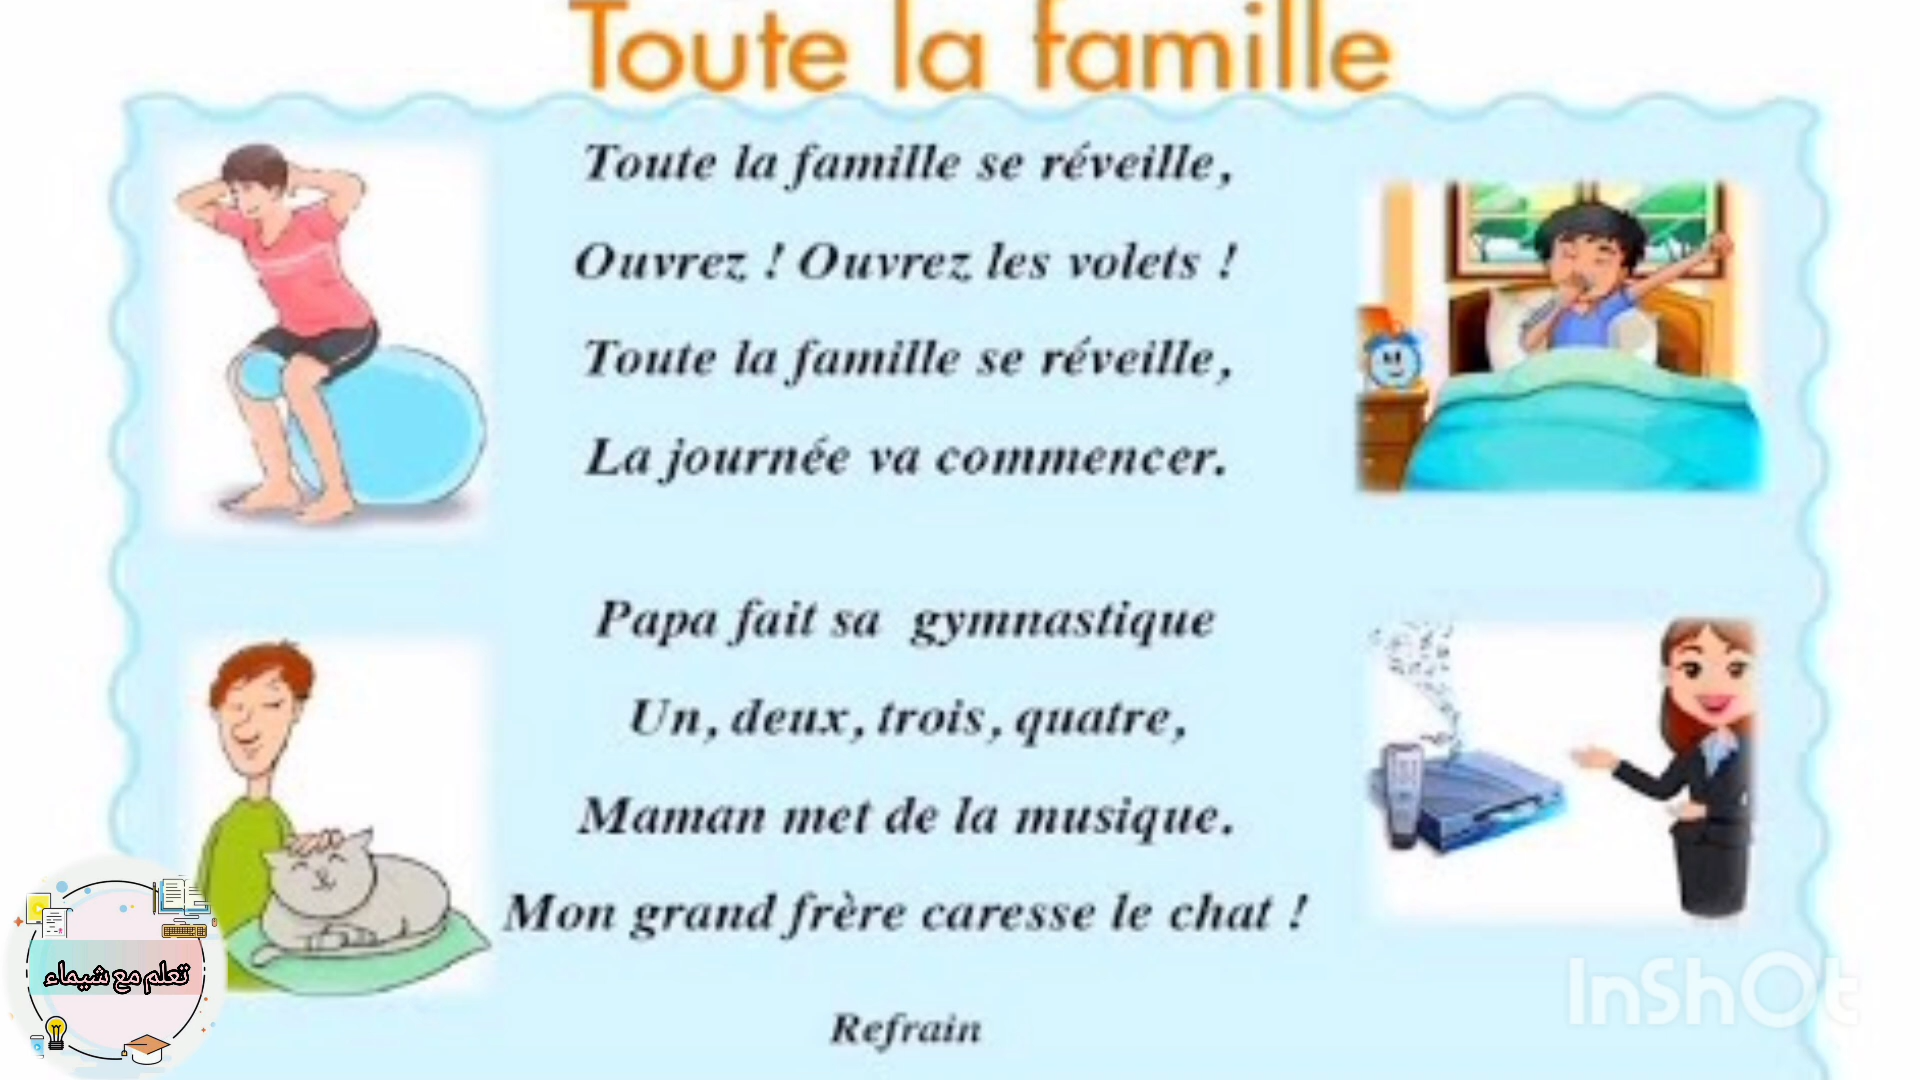 Toute la famille
Toute la famille se réveille,
Ouvrez ! Ouvrez les volets !
Toute la famille se réveille,
La journée va commencer.
Papa fait sa gymnastique
Un, deux, trois, quatre,
Maman met de la musique.
Mon grand frère caresse le chat !
Refrain
تعلم مع شيماء
InShOt